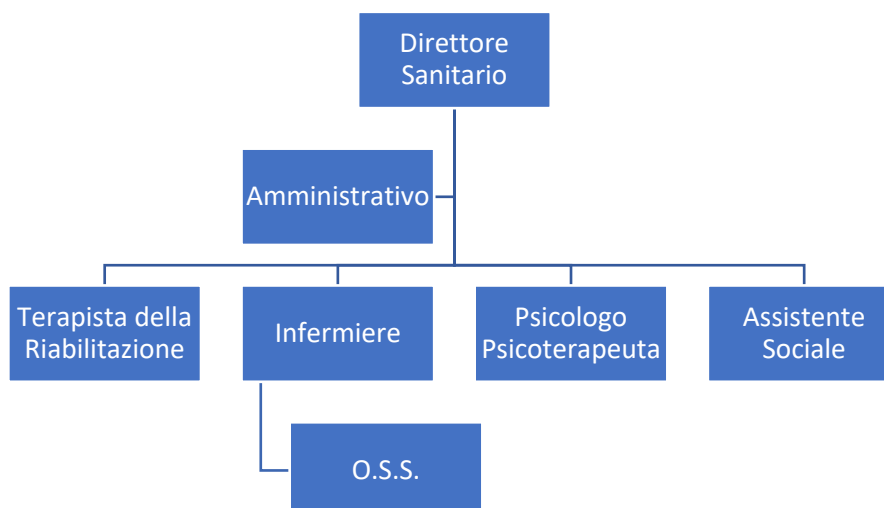 Direttore
Sanitario
Amministrativo
Terapista della
Riabilitazione
Infermiere
Psicologo
Psicoterapeuta
Assistente
Sociale
O.S.S.